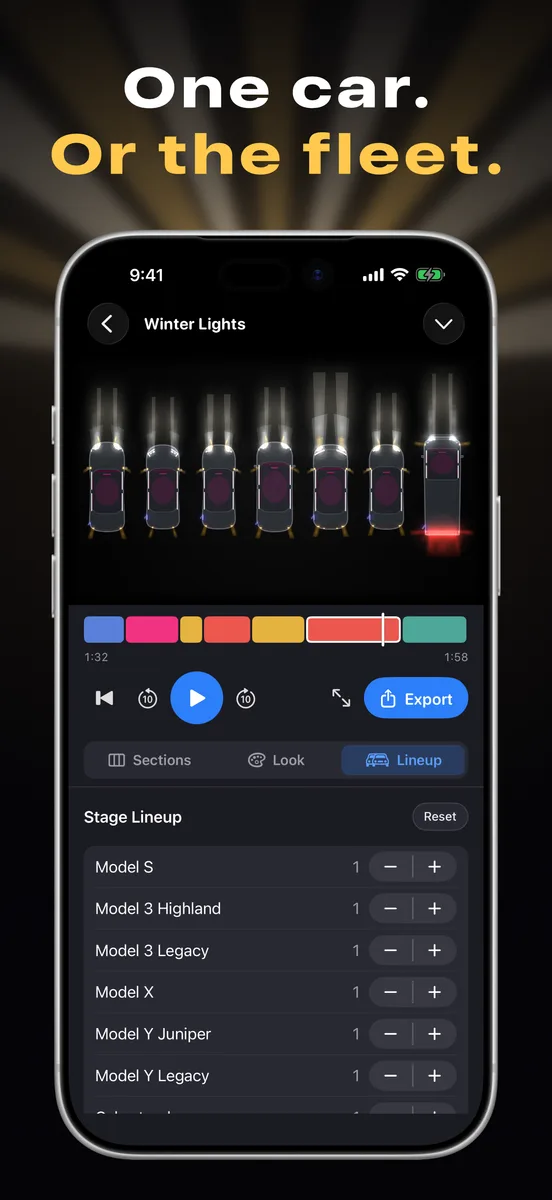 One car.
Or the fleet.
9:41
Winter Lights
1:32
1:58
10
10
Export
Sections
Look
Lineup
Stage Lineup
Reset
Model S
1
Model 3 Highland
1
Model 3 Legacy
1
Model X
1
Model Y Juniper
1
Model Y Legacy
1